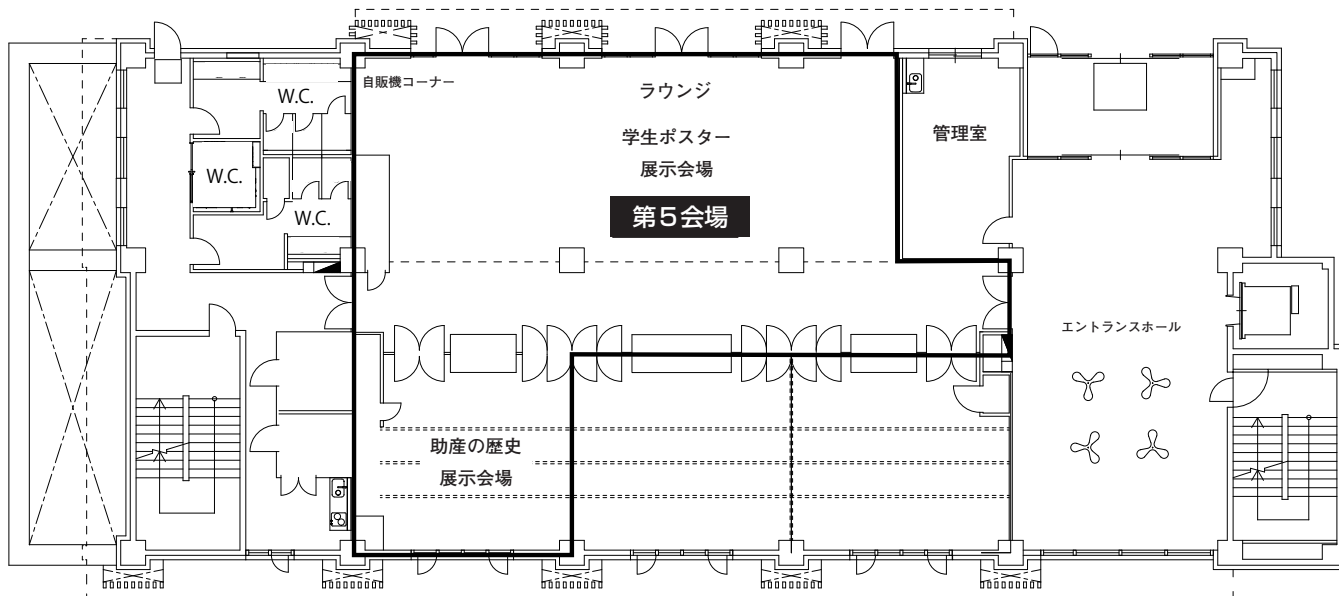 自販機コーナー
W.C.
ラウンジ
学生ポスター
展示会場
管理室
W.C.
第5会場
W.C.
エントランスホール
助産の歴史
展示会場